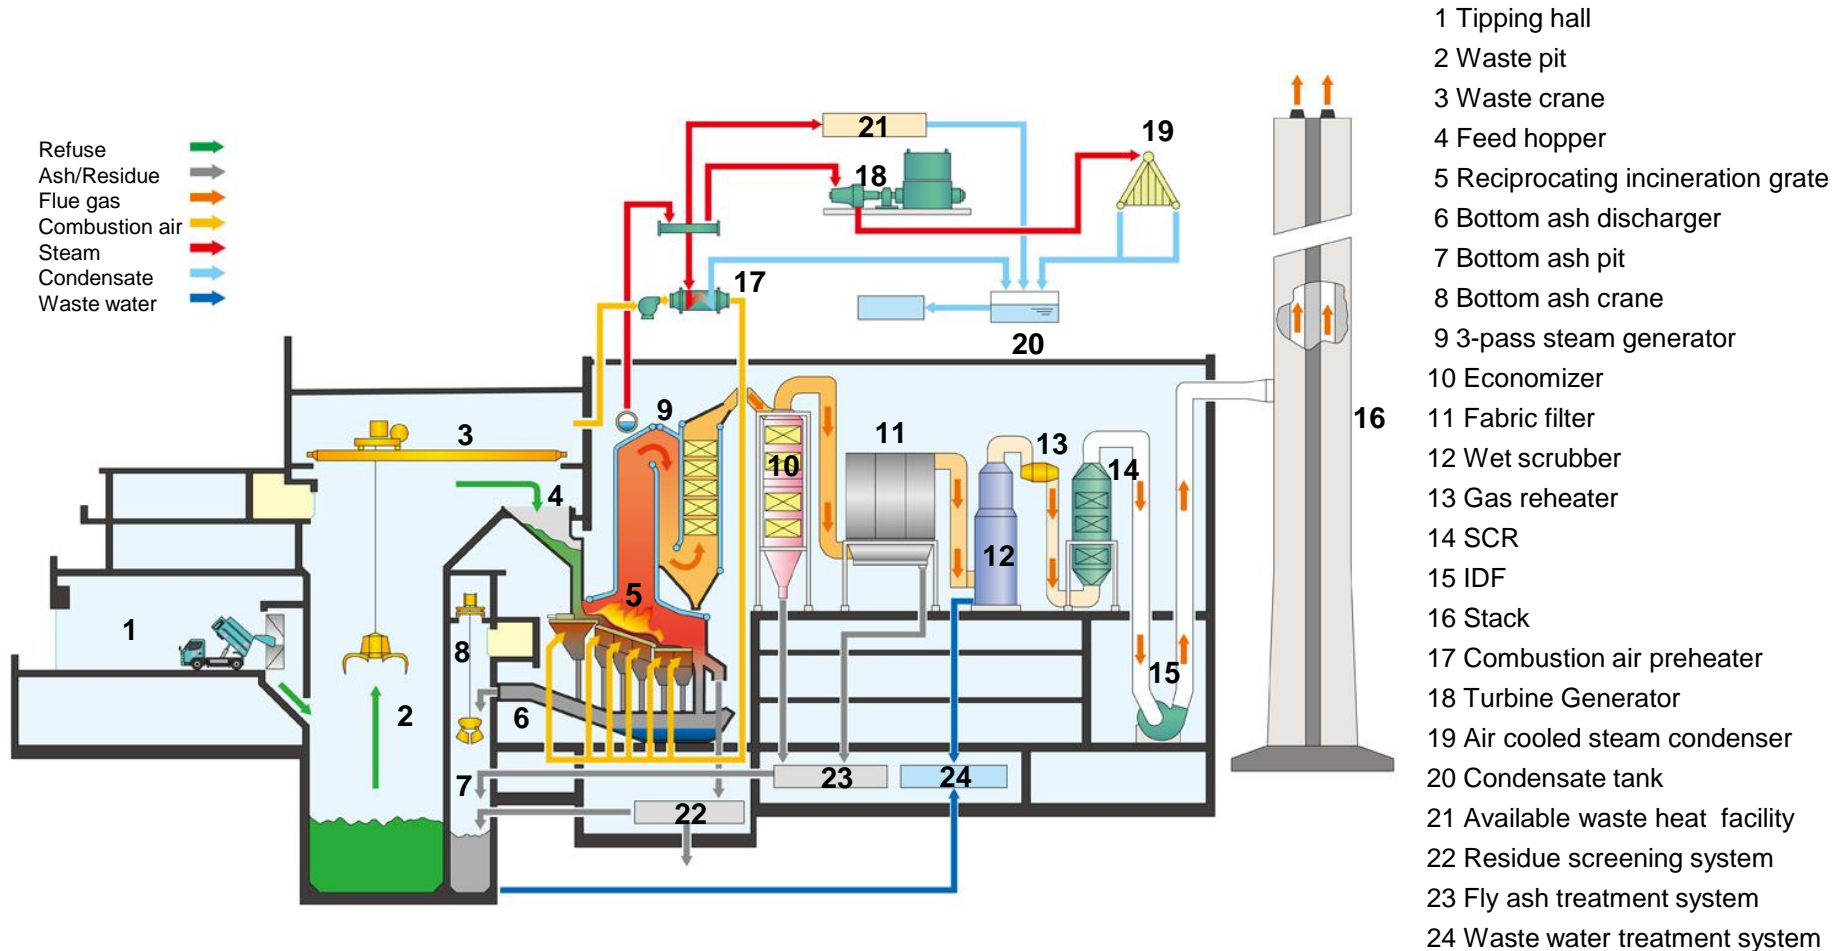 Refuse
Ash/Residue
Flue gas
Combustion air
Steam
Condensate
Waste water
1
2
3
4
5
6
7
8
9
10
11
12
13
14
15
16
17
18
19
20
21
22
23
24
1 Tipping hall
2 Waste pit
3 Waste crane
4 Feed hopper
5 Reciprocating incineration grate
6 Bottom ash discharger
7 Bottom ash pit
8 Bottom ash crane
9 3-pass steam generator
10 Economizer
11 Fabric filter
12 Wet scrubber
13 Gas reheater
14 SCR
15 IDF
16 Stack
17 Combustion air preheater
18 Turbine Generator
19 Air cooled steam condenser
20 Condensate tank
21 Available waste heat  facility
22 Residue screening system
23 Fly ash treatment system
24 Waste water treatment system